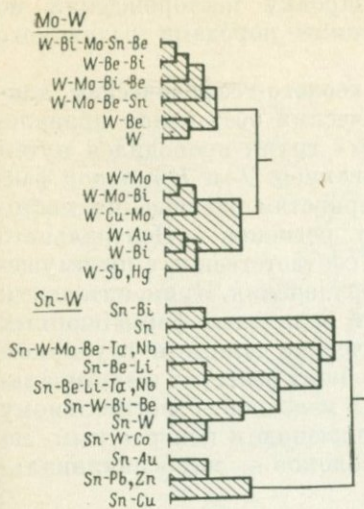 Mo-W
W-Bi-Mo-Sn-Be
W-Be-Bi
W-Mo-Bi-Be
W-Mo-Be-Sn
W-Be
W
W-Mo
W-Mo-Bi
W-Cu-Mo
W-Au
W-Bi
W-Sb,Hg
Sn-W
Sn-Bi
Sn
Sn-W-Mo-Be-Ta,Nb
Sn-Be-Li
Sn-Be-Li-Ta,Nb
Sn-W-Bi-Be
Sn-W
Sn-W-Co
Sn-Au
Sn-Pb,Zn
Sn-Cu